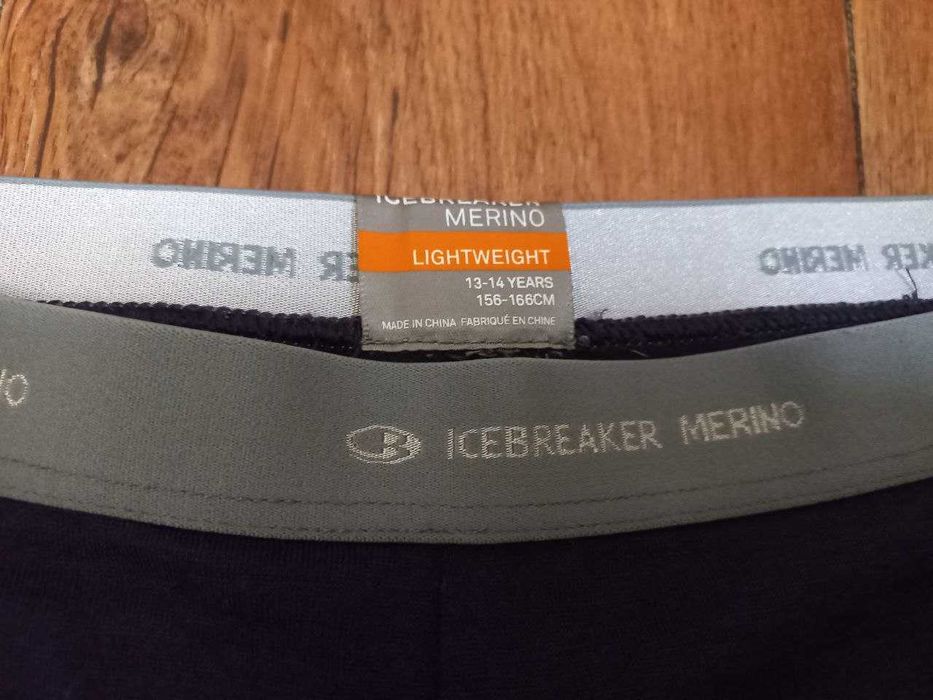 ICEBREAKER
MERINO
LIGHTWEIGHT
13-14 YEARS
156-166CM
MADE IN CHINA FABRIQUÉ EN CHINE
ICEBREAKER MERINO